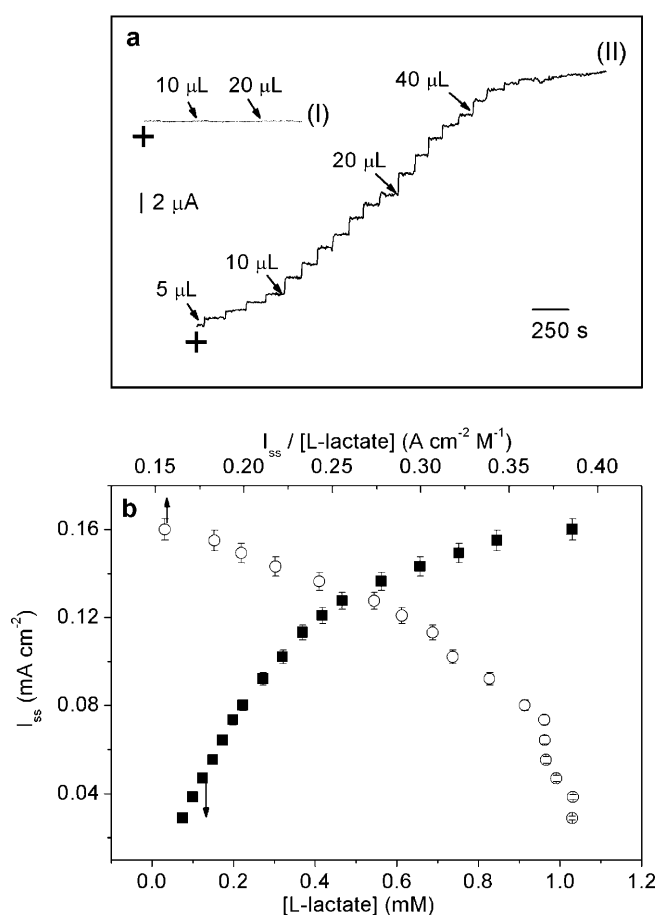 a
(II)
10 μL 20 μL
40 μL
(I)
20 μL
2 μA
10 μL
5 μL
250 s
I_ss / [L-lactate] (A cm⁻² M⁻¹)
0.15 0.20 0.25 0.30 0.35 0.40
b
0.16
0.12
0.08
0.04
I_ss (mA cm⁻²)
0.0 0.2 0.4 0.6 0.8 1.0 1.2
[L-lactate] (mM)